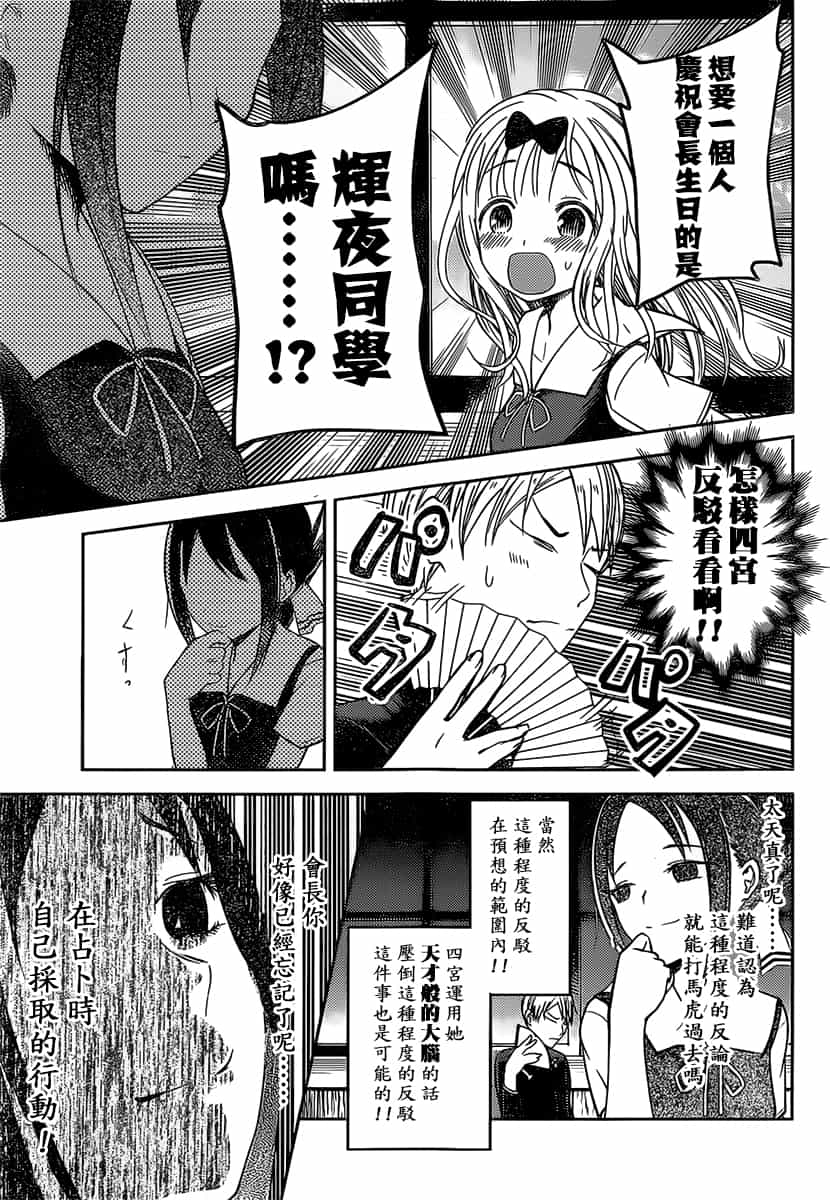 想要一個人
慶祝會長生日的是
輝夜同學
嗎……!?
怎樣四宮
反駁看看啊!!
パタ
パタ
くすっ
太天真了呢……
難道認為
這種程度的反論
就能打馬虎過去嗎
當然
這種程度的反駁
在預想的範圍內!!
四宮運用她
天才般的大腦的話
壓倒這種程度的反駁
這件事也是可能的!!
會長你
好像已經忘記了呢……
在占卜時
自己採取的行動!